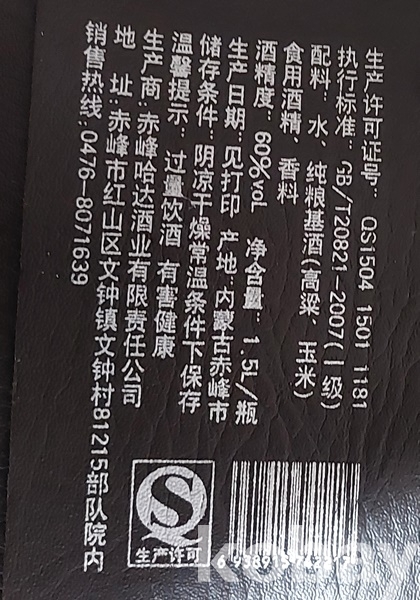 生产许可证号：QS1504 1501 1181
执行标准：GB/T20821-2007(一级)
配料：水、纯粮基酒(高粱、玉米)
食用酒精、香料
酒精度：60%VOL 净含量：1.5L/瓶
生产日期：见打印 产地：内蒙古赤峰市
储存条件：阴凉干燥常温条件下保存
温馨提示：过量饮酒 有害健康
生产商：赤峰哈达酒业有限责任公司
地 址：赤峰市红山区文钟镇文钟村81215部队院内
销售热线：0476-8071639
生产许可